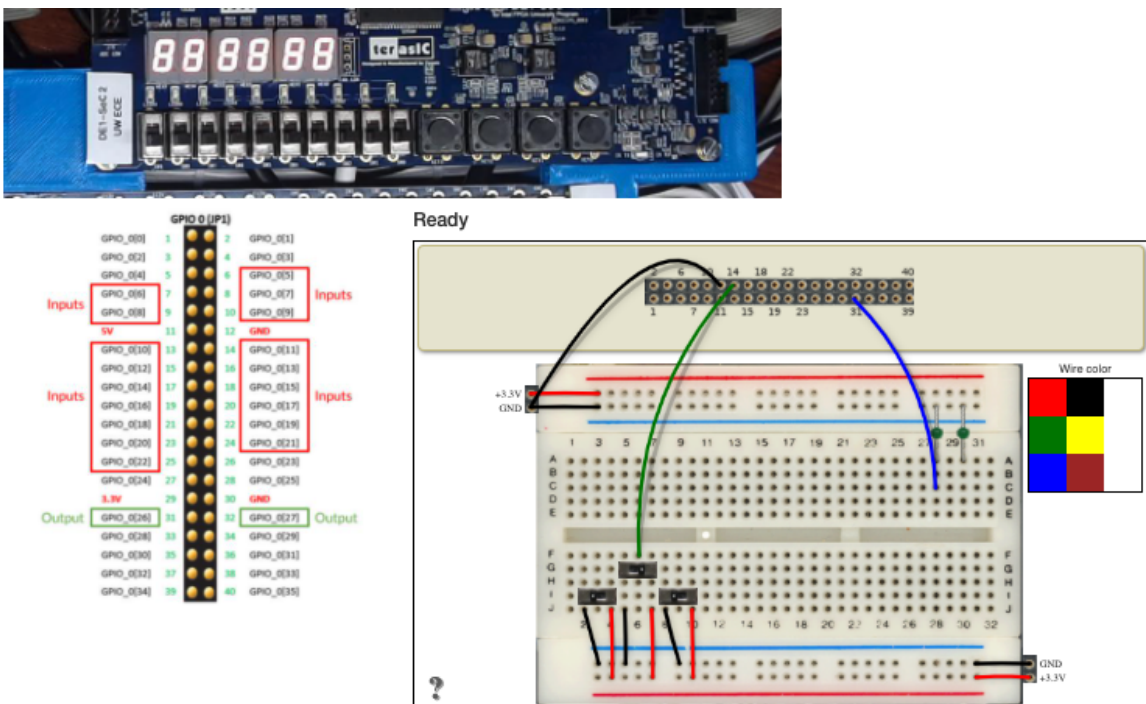 terasIC
DE1-SoC 2
UW ECE
GPIO 0 (JP1)
GPIO_0[0] 1 2 GPIO_0[1]
GPIO_0[2] 3 4 GPIO_0[3]
GPIO_0[4] 5 6 GPIO_0[5]
Inputs GPIO_0[6] 7 8 GPIO_0[7] Inputs
GPIO_0[8] 9 10 GPIO_0[9]
5V 11 12 GND
GPIO_0[10] 13 14 GPIO_0[11]
GPIO_0[12] 15 16 GPIO_0[13]
GPIO_0[14] 17 18 GPIO_0[15]
Inputs GPIO_0[16] 19 20 GPIO_0[17] Inputs
GPIO_0[18] 21 22 GPIO_0[19]
GPIO_0[20] 23 24 GPIO_0[21]
GPIO_0[22] 25 26 GPIO_0[23]
GPIO_0[24] 27 28 GPIO_0[25]
3.3V 29 30 GND
Output GPIO_0[26] 31 32 GPIO_0[27] Output
GPIO_0[28] 33 34 GPIO_0[29]
GPIO_0[30] 35 36 GPIO_0[31]
GPIO_0[32] 37 38 GPIO_0[33]
GPIO_0[34] 39 40 GPIO_0[35]
Ready
2 6 10 14 18 22 32 40
1 7 11 15 19 23 31 39
Wire color
+3.3V
GND
1 3 5 7 9 11 13 15 17 19 21 23 25 27 29 31
A A
B B
C C
D D
E E
F F
G G
H H
I I
J J
2 4 6 8 10 12 14 16 18 20 22 24 26 28 30 32
GND
+3.3V
?